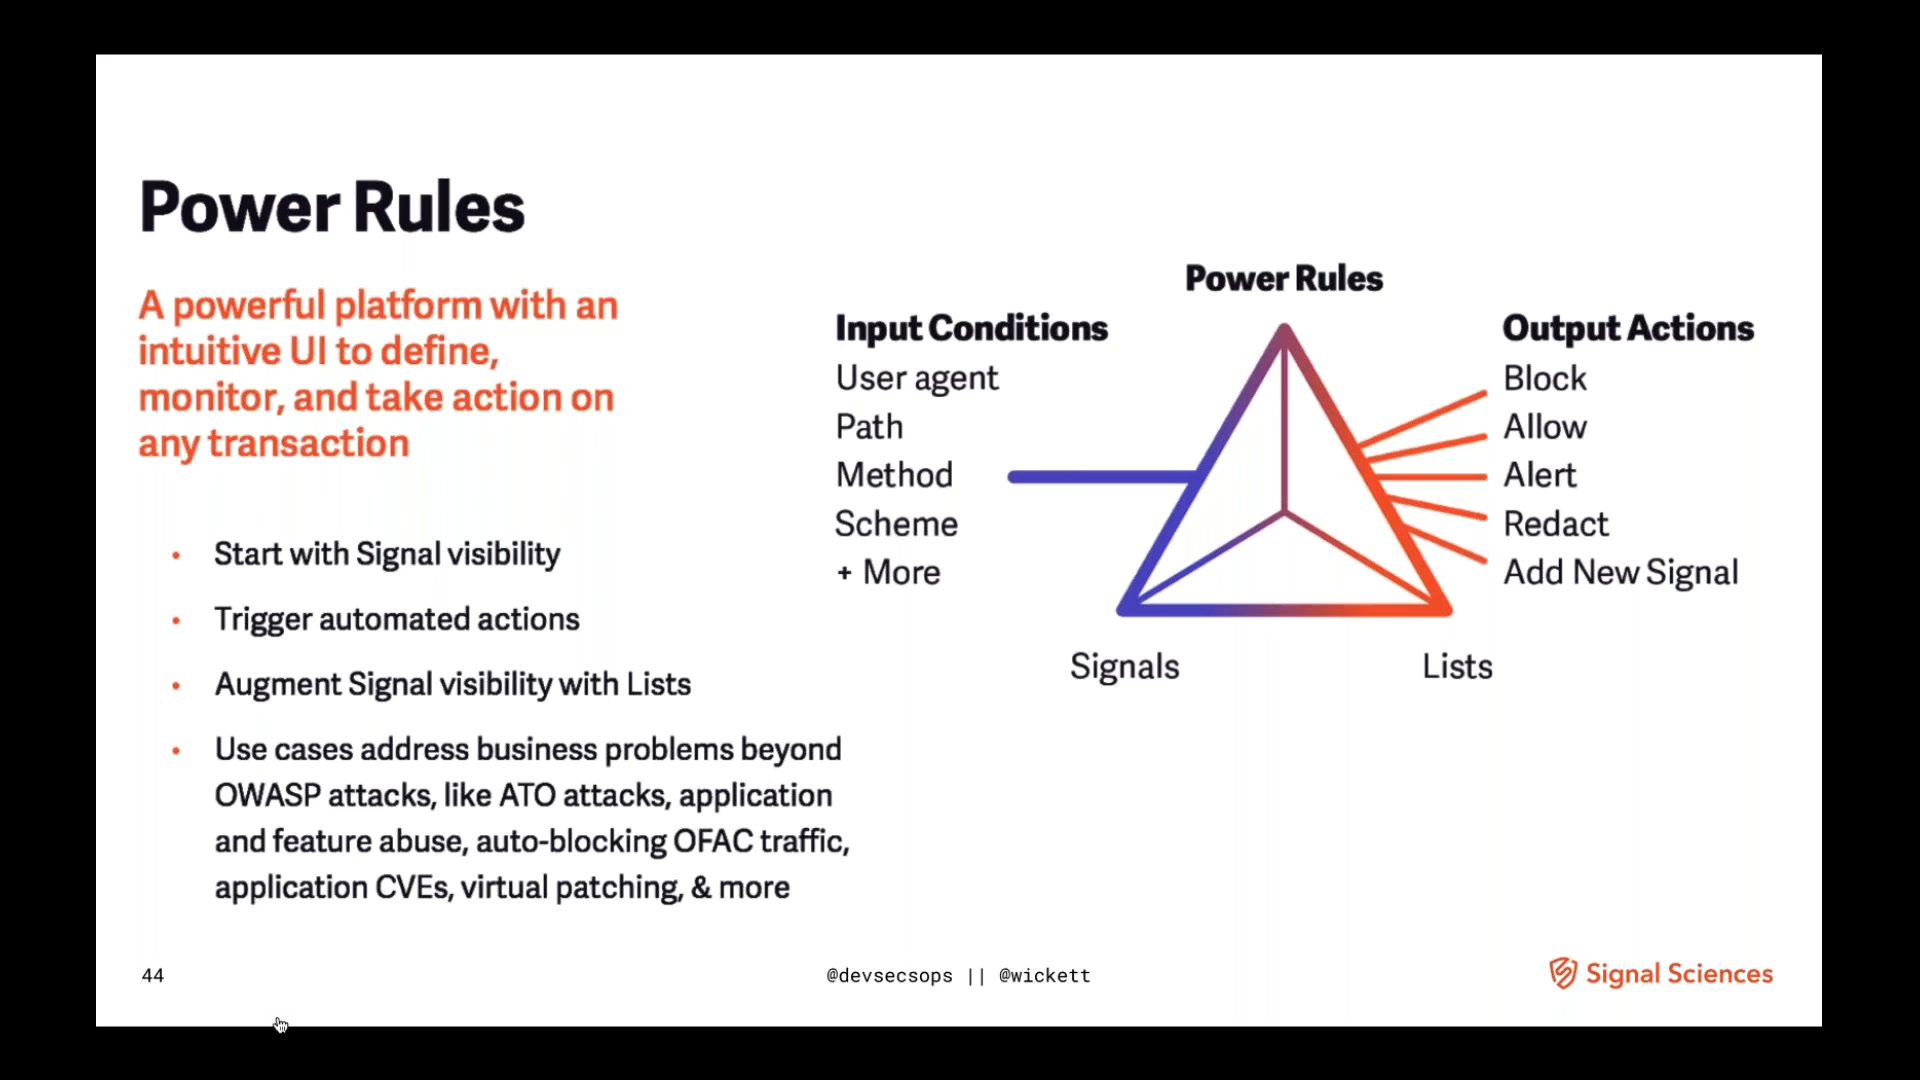 Power Rules
A powerful platform with an
intuitive UI to define,
monitor, and take action on
any transaction
• Start with Signal visibility
• Trigger automated actions
• Augment Signal visibility with Lists
• Use cases address business problems beyond
OWASP attacks, like ATO attacks, application
and feature abuse, auto-blocking OFAC traffic,
application CVEs, virtual patching, & more
Power Rules
Input Conditions
User agent
Path
Method
Scheme
+ More
Output Actions
Block
Allow
Alert
Redact
Add New Signal
Signals
Lists
44
@devsecsops || @wickett
Signal Sciences